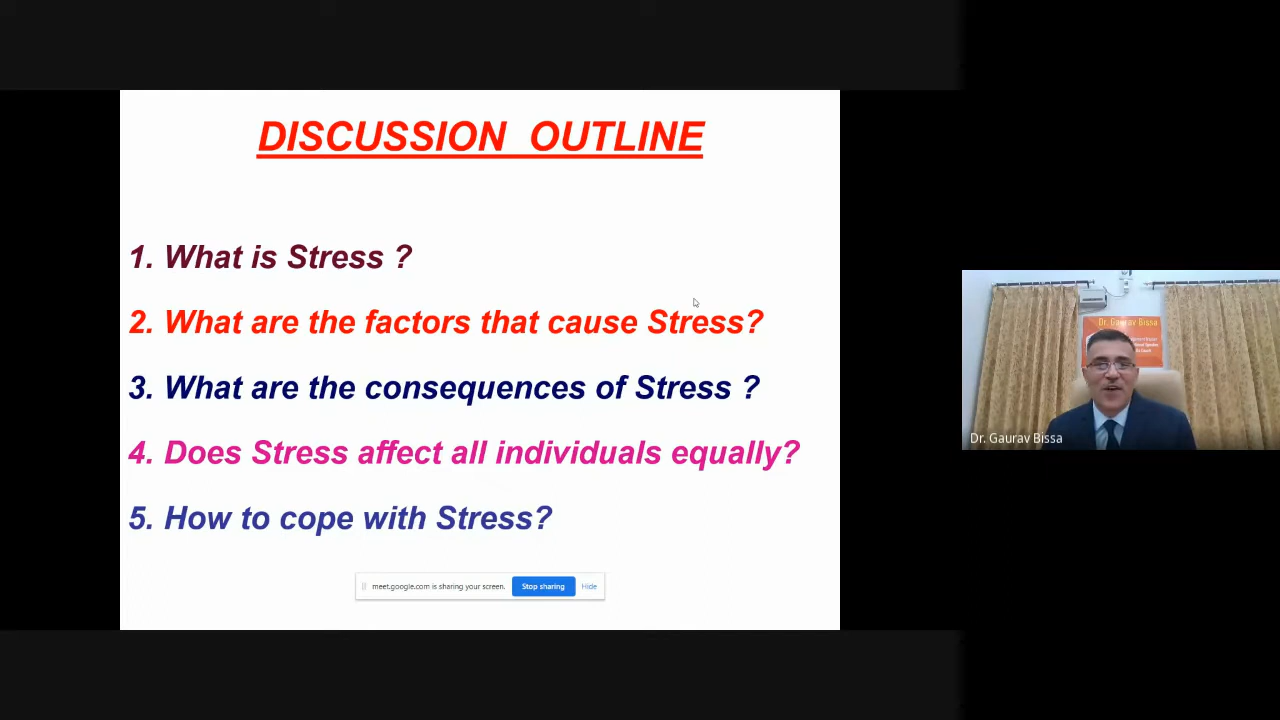 DISCUSSION OUTLINE
1. What is Stress ?
2. What are the factors that cause Stress?
3. What are the consequences of Stress ?
4. Does Stress affect all individuals equally?
5. How to cope with Stress?
meet.google.com is sharing your screen. Stop sharing Hide
Dr. Gaurav Bissa
Dr. Gaurav Bissa